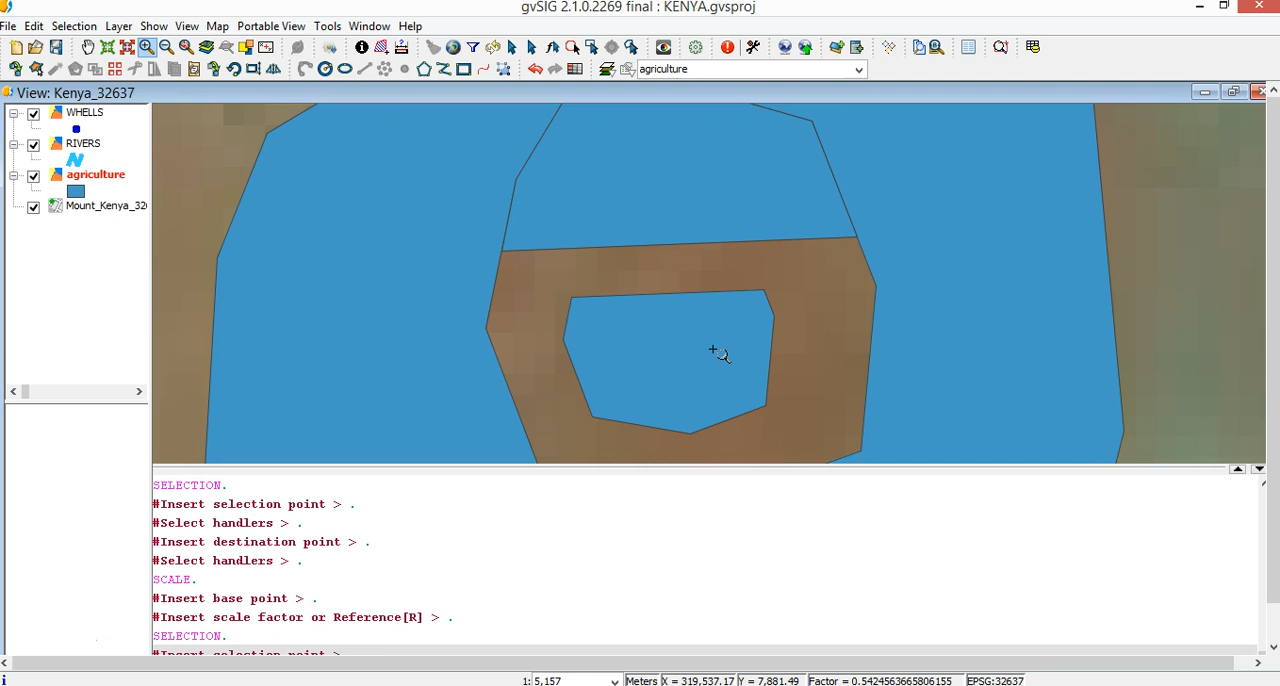 gvSIG 2.1.0.2269 final : KENYA.gvsproj
File Edit Selection Layer Show View Map Portable View Tools Window Help
agriculture
View: Kenya_32637
WHELLS
RIVERS
agriculture
Mount_Kenya_32
SELECTION.
#Insert selection point > .
#Select handlers > .
#Insert destination point > .
#Select handlers > .
SCALE.
#Insert base point > .
#Insert scale factor or Reference[R] > .
SELECTION.
#Insert selection point >
1: 5,157 Meters X = 319,537.17 Y = 7,881.49 Factor = 0.5424563665806155 EPSG:32637